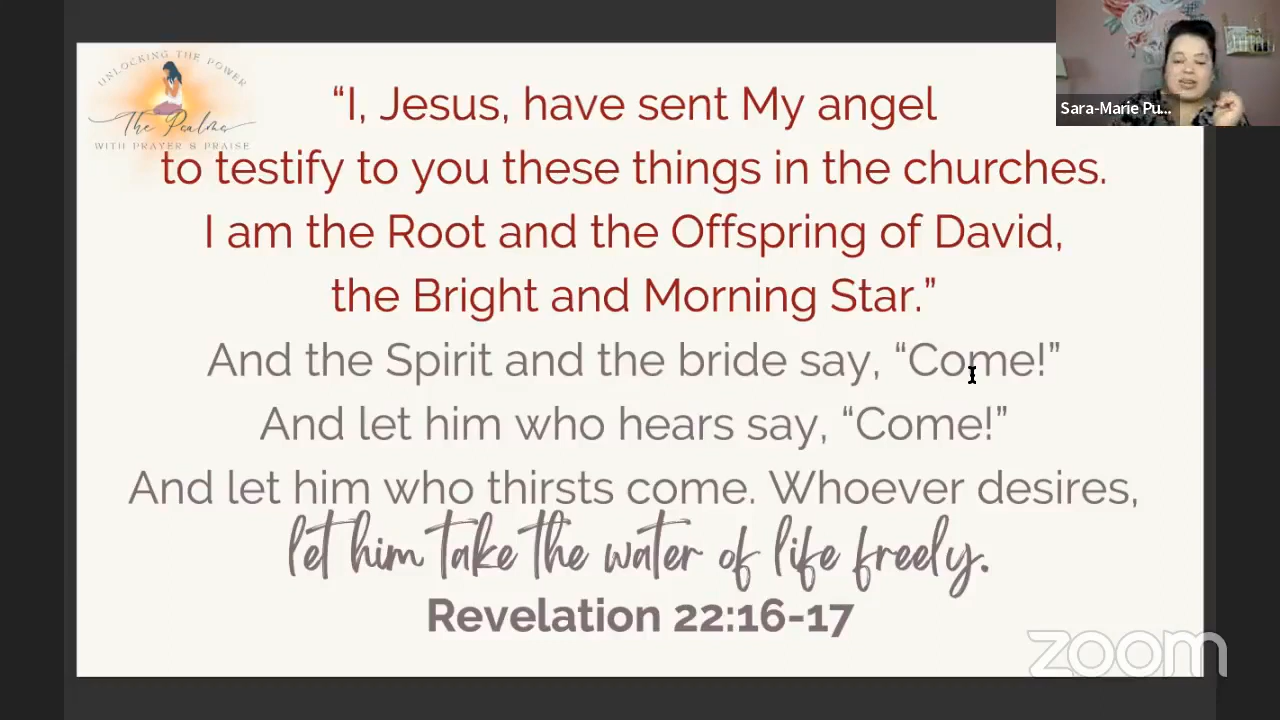 UNLOCKING THE POWER
The Psalms
WITH PRAYER & PRAISE
Sara-Marie Pu...
“I, Jesus, have sent My angel
to testify to you these things in the churches.
I am the Root and the Offspring of David,
the Bright and Morning Star.”
And the Spirit and the bride say, “Come!”
And let him who hears say, “Come!”
And let him who thirsts come. Whoever desires,
let him take the water of life freely.
Revelation 22:16-17
zoom